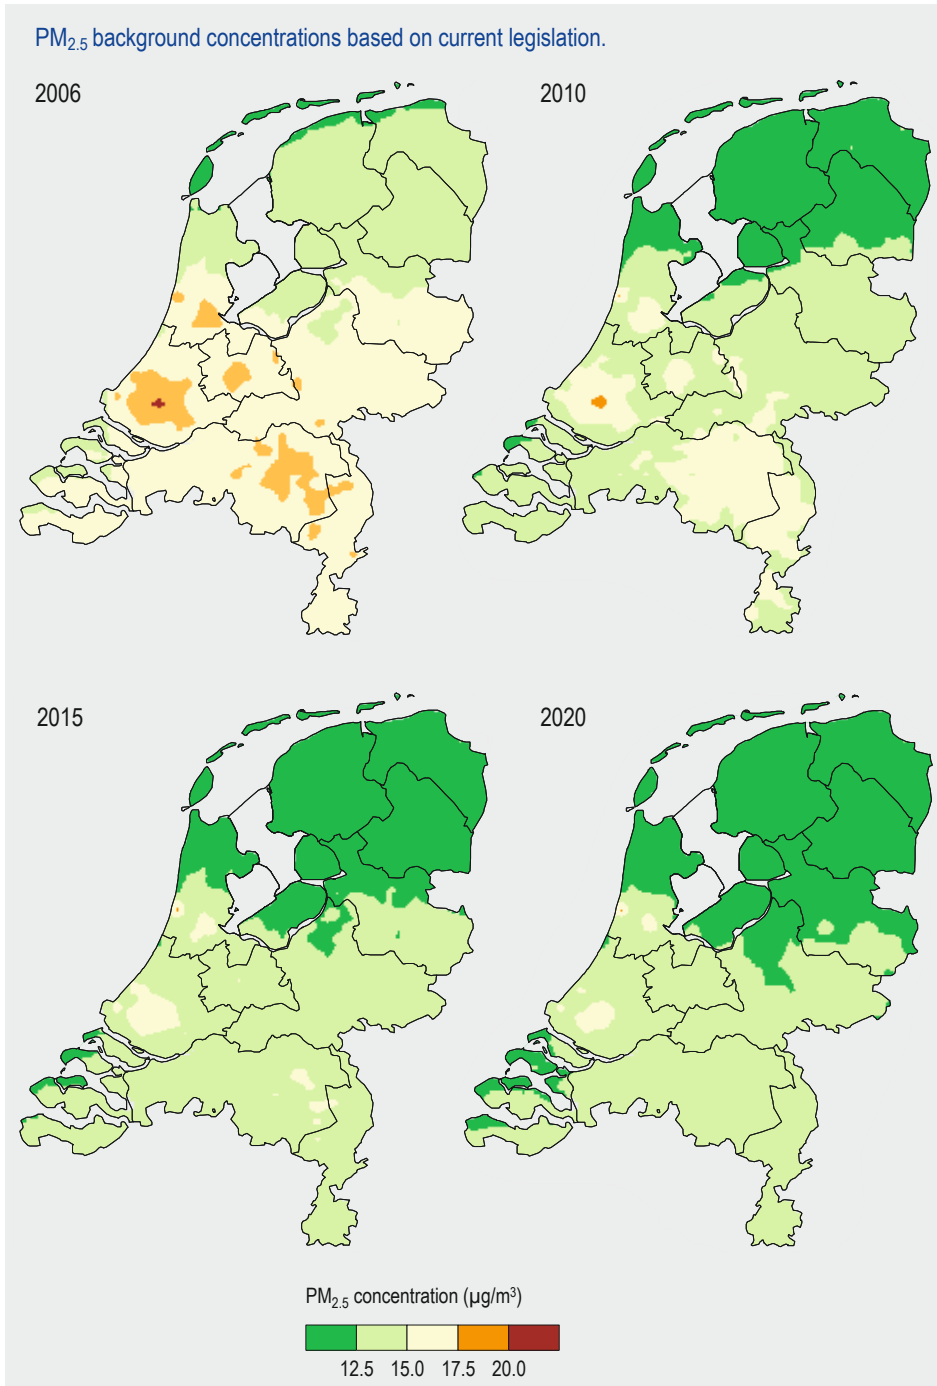 PM₂.₅ background concentrations based on current legislation.
2006
2010
2015
2020
PM₂.₅ concentration (µg/m³)
12.5 15.0 17.5 20.0